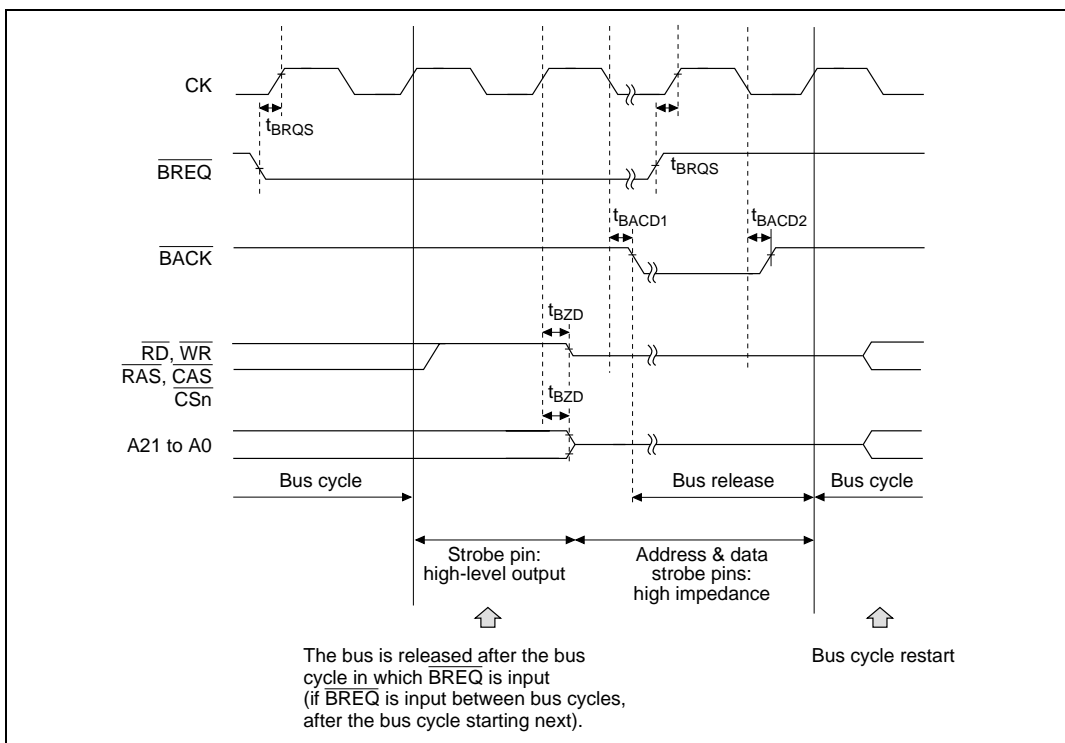 CK
tBRQS
BREQ
tBRQS
tBACD1
tBACD2
BACK
tBZD
RD, WR
RAS, CAS
CSn
tBZD
A21 to A0
Bus cycle
Bus release
Bus cycle
Strobe pin:
high-level output
Address & data
strobe pins:
high impedance
The bus is released after the bus
cycle in which BREQ is input
(if BREQ is input between bus cycles,
after the bus cycle starting next).
Bus cycle restart